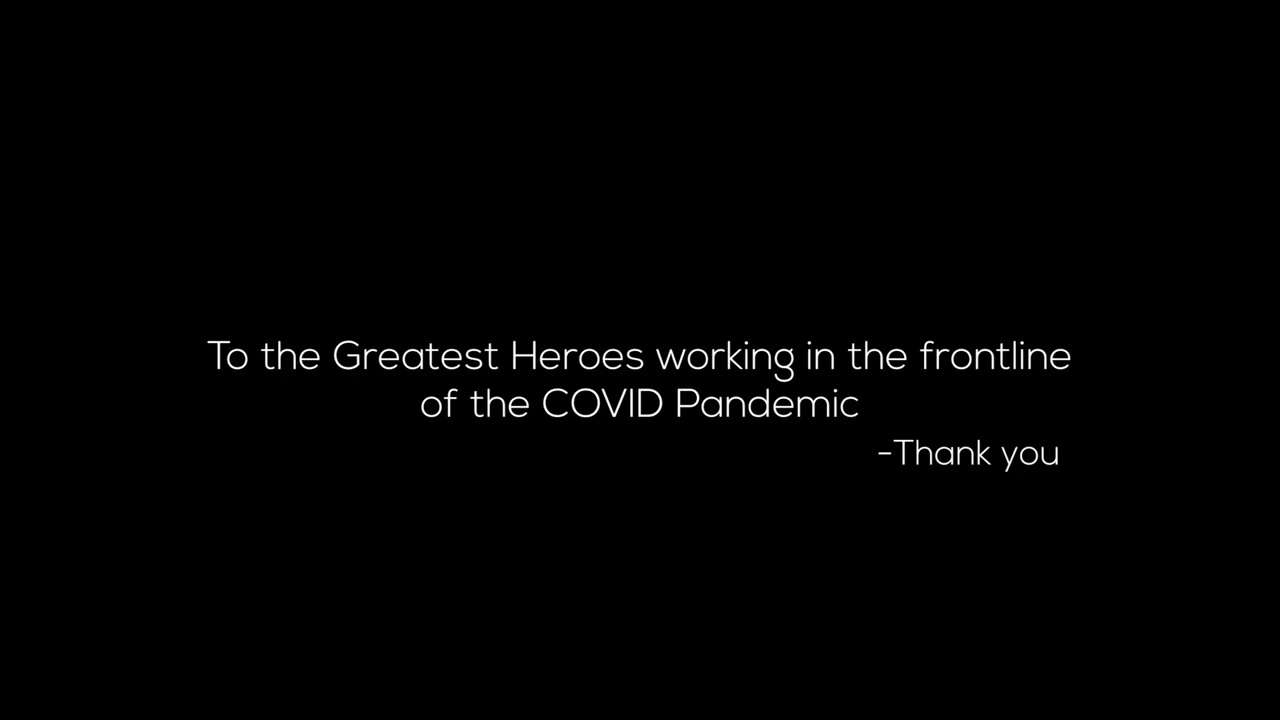 To the Greatest Heroes working in the frontline
of the COVID Pandemic
-Thank you